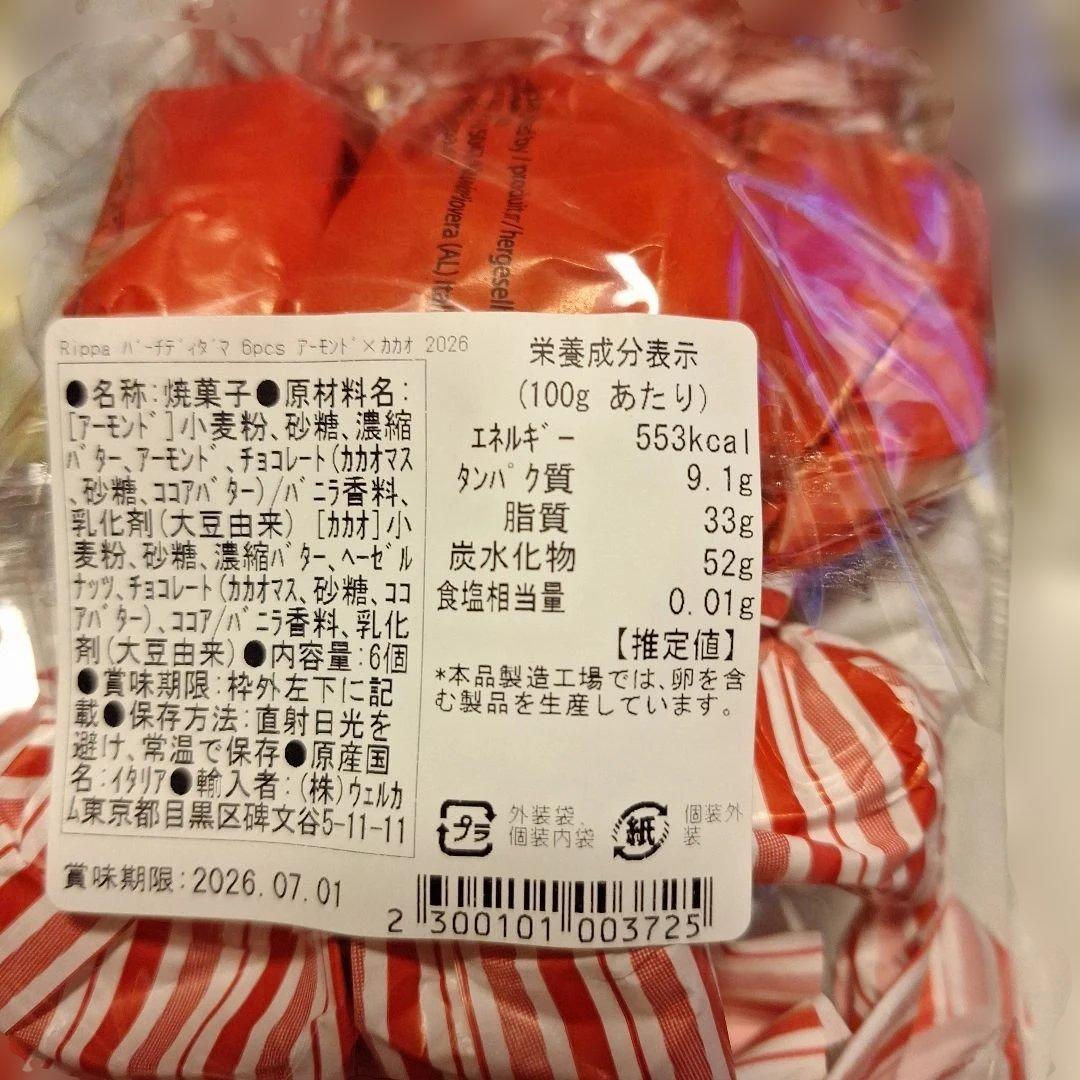 by / produit / hergestell
(AL) Ital
Rippa バーチディダマ 6pcs アーモンド×カカオ 2026
●名称:焼菓子●原材料名:
[アーモンド]小麦粉、砂糖、濃縮
バター、アーモンド、チョコレート(カカオマス
、砂糖、ココアバター)/バニラ香料、
乳化剤(大豆由来) [カカオ]小
麦粉、砂糖、濃縮バター、ヘーゼル
ナッツ、チョコレート(カカオマス、砂糖、ココ
アバター)、ココア/バニラ香料、乳化
剤(大豆由来)●内容量:6個
●賞味期限:枠外左下に記
載●保存方法:直射日光を
避け、常温で保存●原産国
名:イタリア●輸入者:(株)ウェルカ
ム東京都目黒区碑文谷5-11-11
賞味期限:2026.07.01
栄養成分表示
(100g あたり)
エネルギー 553kcal
タンパク質 9.1g
脂質 33g
炭水化物 52g
食塩相当量 0.01g
【推定値】
*本品製造工場では、卵を含
む製品を生産しています。
プラ 外装袋、
個装内袋
紙 個装外
装
2 300101 003725